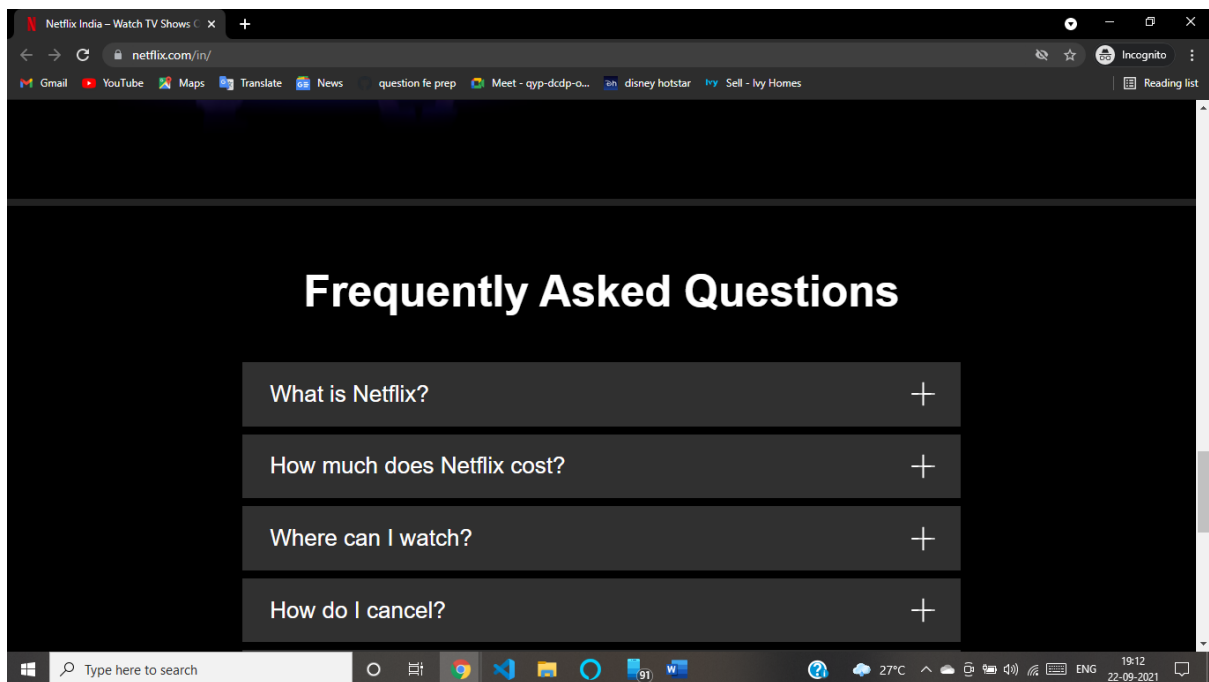 Netflix India – Watch TV Shows
netflix.com/in/
Incognito
Gmail YouTube Maps Translate News question fe prep Meet - qyp-dcdp-o... disney hotstar Sell - Ivy Homes Reading list
Frequently Asked Questions
What is Netflix?
How much does Netflix cost?
Where can I watch?
How do I cancel?
Type here to search
(91)
27°C
ENG
19:12
22-09-2021